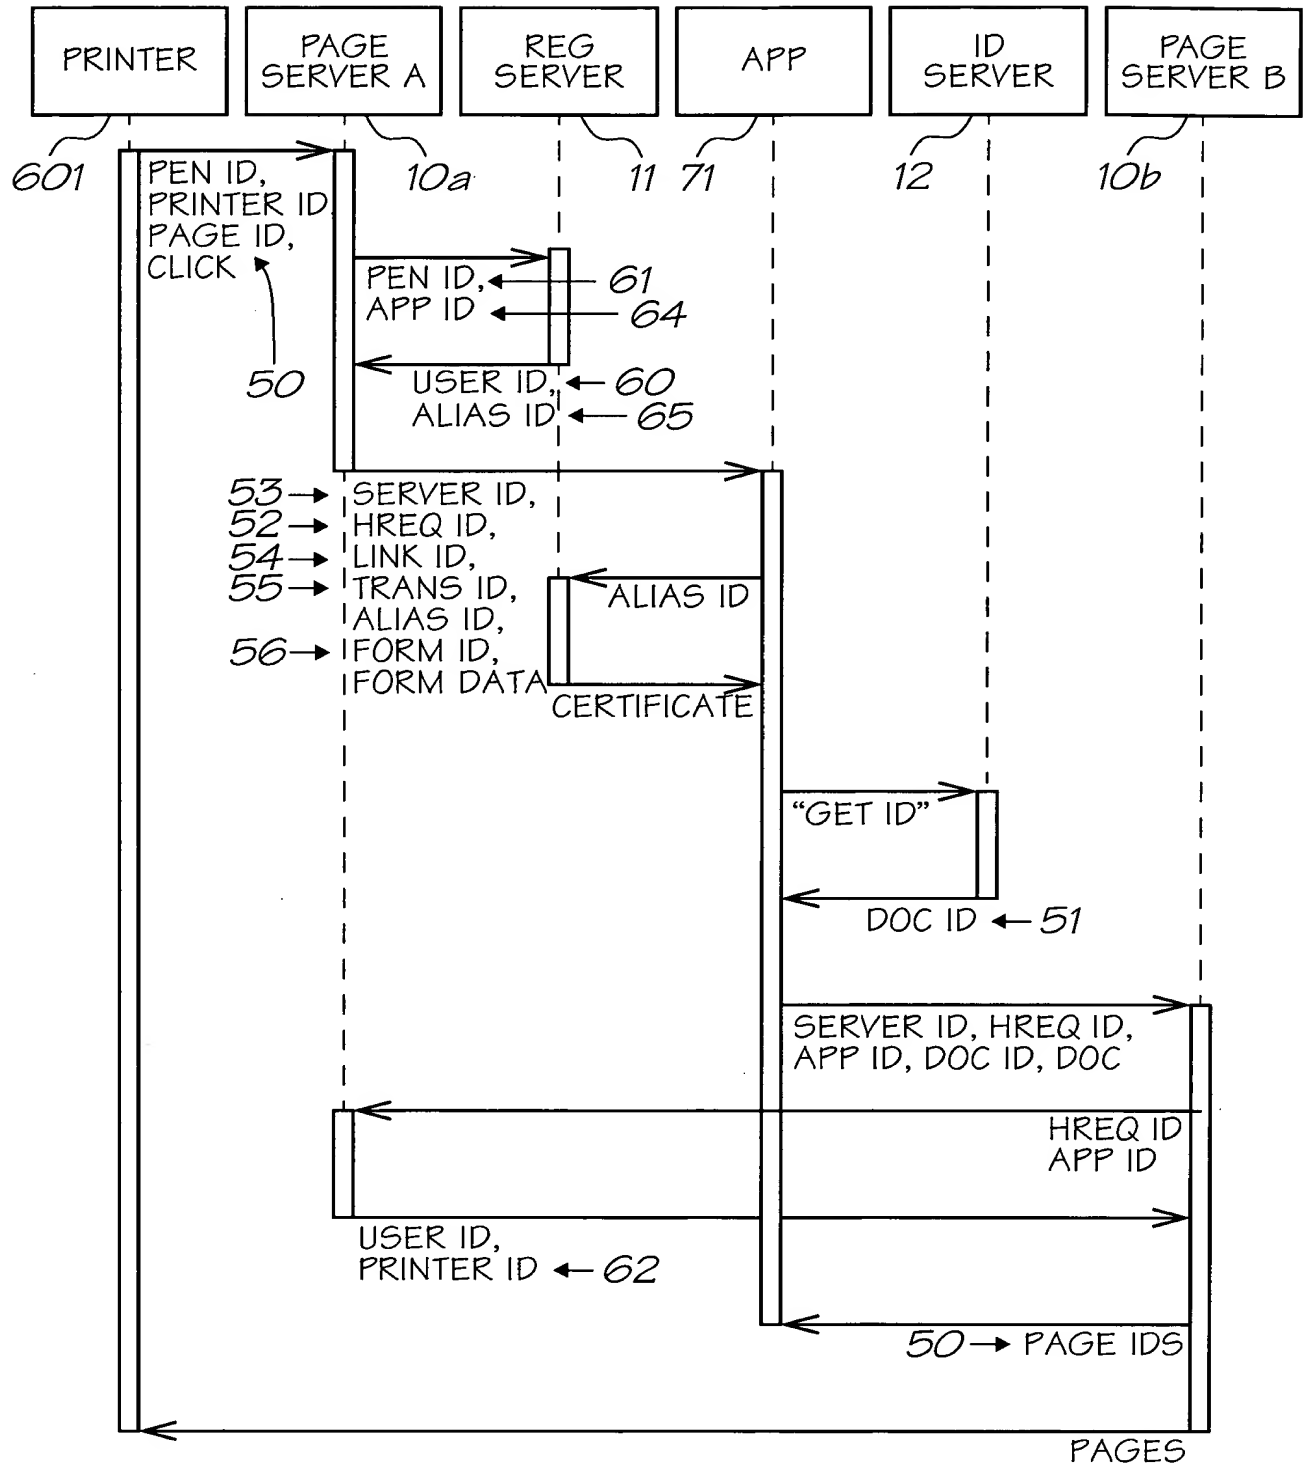 PRINTER
PAGE
SERVER A
REG
SERVER
APP
ID
SERVER
PAGE
SERVER B
601
10a
11
71
12
10b
PEN ID,
PRINTER ID
PAGE ID,
CLICK
50
PEN ID,
61
APP ID
64
USER ID,
60
ALIAS ID
65
53
SERVER ID,
52
HREQ ID,
54
LINK ID,
55
TRANS ID,
ALIAS ID,
56
FORM ID,
FORM DATA
ALIAS ID
CERTIFICATE
“GET ID”
DOC ID
51
SERVER ID, HREQ ID,
APP ID, DOC ID, DOC
HREQ ID
APP ID
USER ID,
PRINTER ID
62
50
PAGE IDS
PAGES